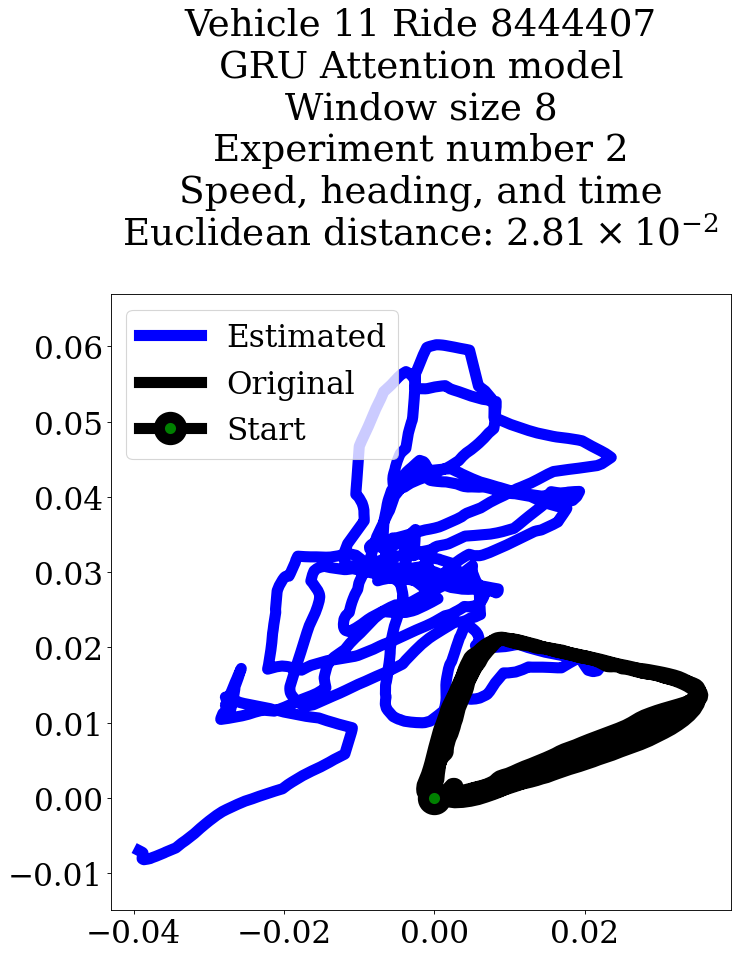 Vehicle 11 Ride 8444407
GRU Attention model
Window size 8
Experiment number 2
Speed, heading, and time
Euclidean distance: 2.81 × 10⁻²
Estimated
Original
Start
0.06
0.05
0.04
0.03
0.02
0.01
0.00
−0.01
−0.04 −0.02 0.00 0.02